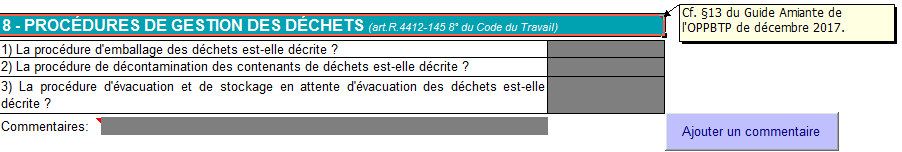 8 - PROCÉDURES DE GESTION DES DÉCHETS (art.R.4412-145 8° du Code du Travail)
Cf. §13 du Guide Amiante de
l'OPPBTP de décembre 2017.
1) La procédure d'emballage des déchets est-elle décrite ?
2) La procédure de décontamination des contenants de déchets est-elle décrite ?
3) La procédure d'évacuation et de stockage en attente d'évacuation des déchets est-elle
décrite ?
Commentaires:
Ajouter un commentaire